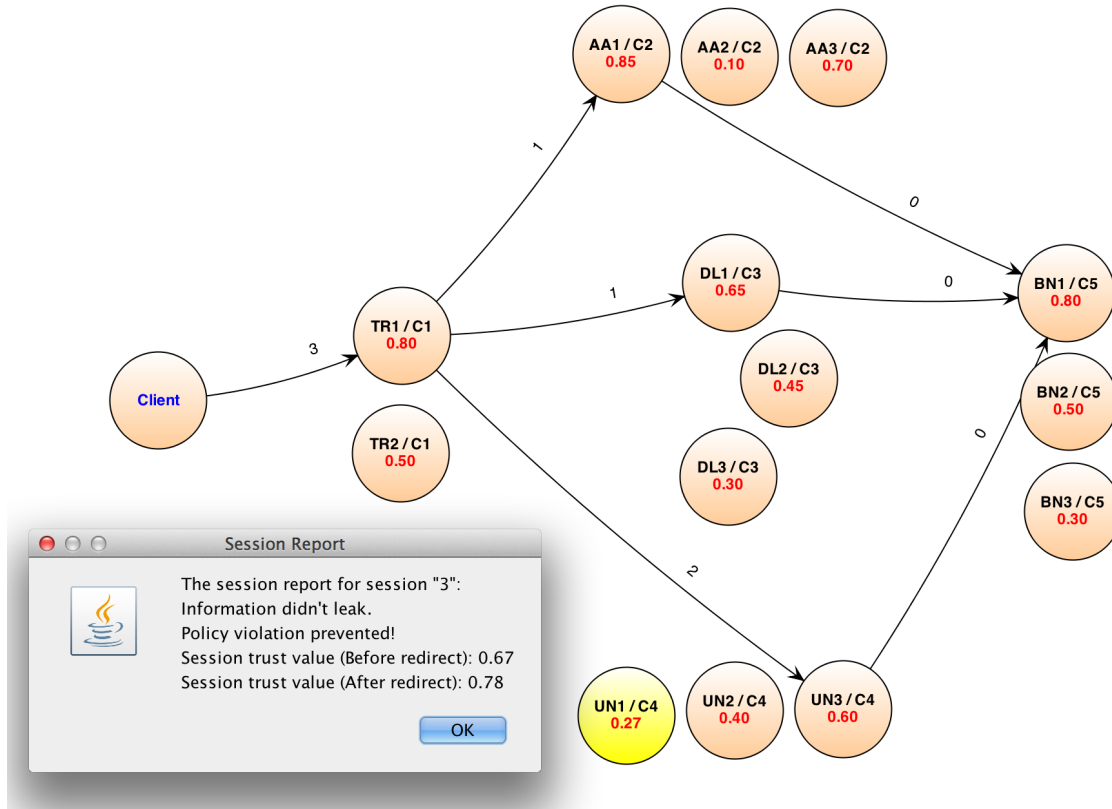 AA1 / C2
0.85
AA2 / C2
0.10
AA3 / C2
0.70
1
0
DL1 / C3
0.65
0
BN1 / C5
0.80
1
TR1 / C1
0.80
3
Client
DL2 / C3
0.45
BN2 / C5
0.50
TR2 / C1
0.50
0
DL3 / C3
0.30
BN3 / C5
0.30
2
Session Report
The session report for session "3":
Information didn't leak.
Policy violation prevented!
Session trust value (Before redirect): 0.67
Session trust value (After redirect): 0.78
OK
UN1 / C4
0.27
UN2 / C4
0.40
UN3 / C4
0.60